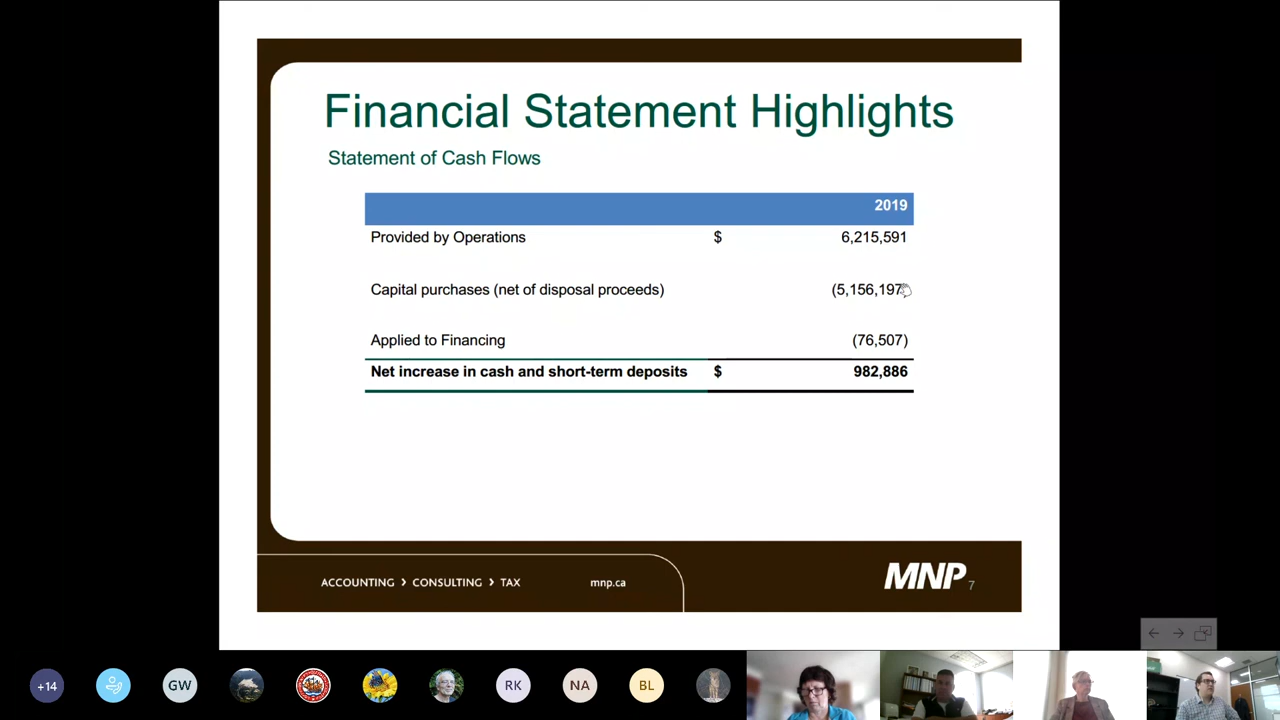 Financial Statement Highlights
Statement of Cash Flows
2019
Provided by Operations $ 6,215,591
Capital purchases (net of disposal proceeds) (5,156,197
Applied to Financing (76,507)
Net increase in cash and short-term deposits $ 982,886
ACCOUNTING › CONSULTING › TAX mnp.ca MNP 7
+14 GW RK NA BL